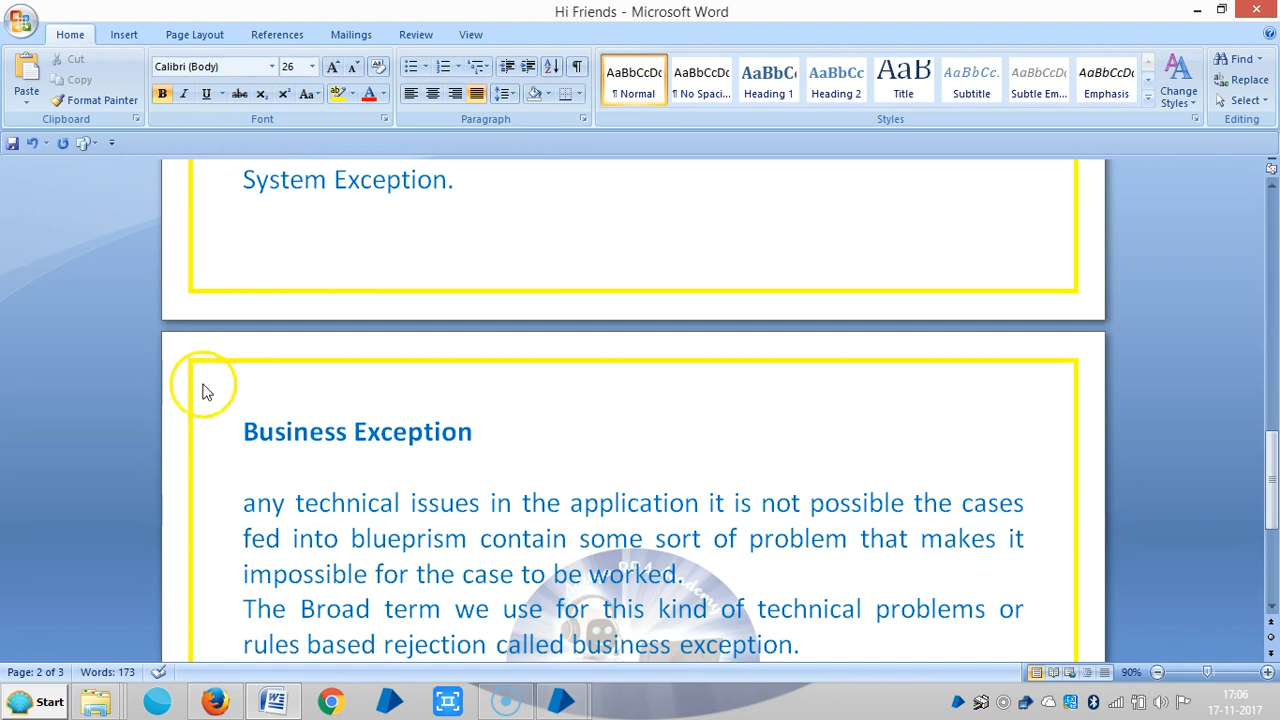 Hi Friends - Microsoft Word
Home Insert Page Layout References Mailings Review View
Paste
Cut
Copy
Format Painter
Clipboard
Calibri (Body) 26
Font
Paragraph
AaBbCcDc AaBbCcDc AaBbC AaBbCc AaB AaBbCc. AaBbCcDc AaBbCcDc
¶ Normal ¶ No Spaci... Heading 1 Heading 2 Title Subtitle Subtle Em... Emphasis
Change Styles
Styles
Find
Replace
Select
Editing
System Exception.
Business Exception
any technical issues in the application it is not possible the cases
fed into blueprism contain some sort of problem that makes it
impossible for the case to be worked.
The Broad term we use for this kind of technical problems or
rules based rejection called business exception.
Page: 2 of 3 Words: 173 90%
Start 17:06
17-11-2017